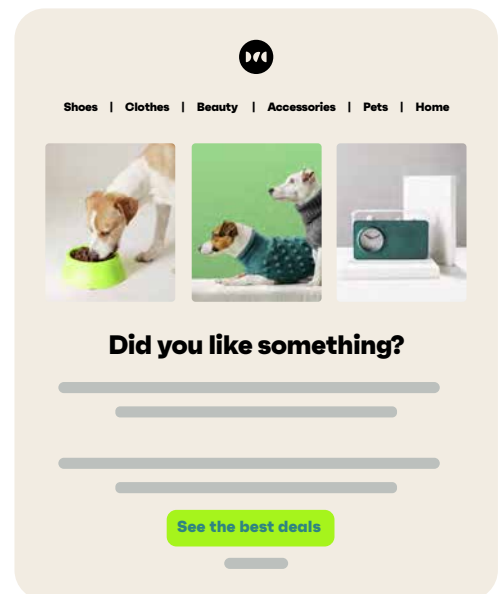 Shoes | Clothes | Beauty | Accessories | Pets | Home
Did you like something?
See the best deals